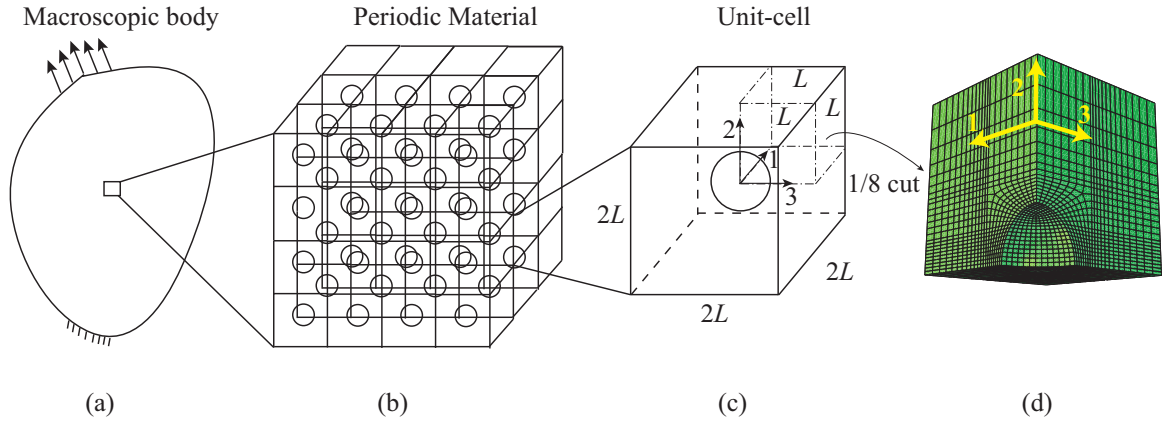 Macroscopic body
Periodic Material
Unit-cell
L
L
L
2
1
3
2L
2L
2L
1/8 cut
2
1
3
(a)
(b)
(c)
(d)